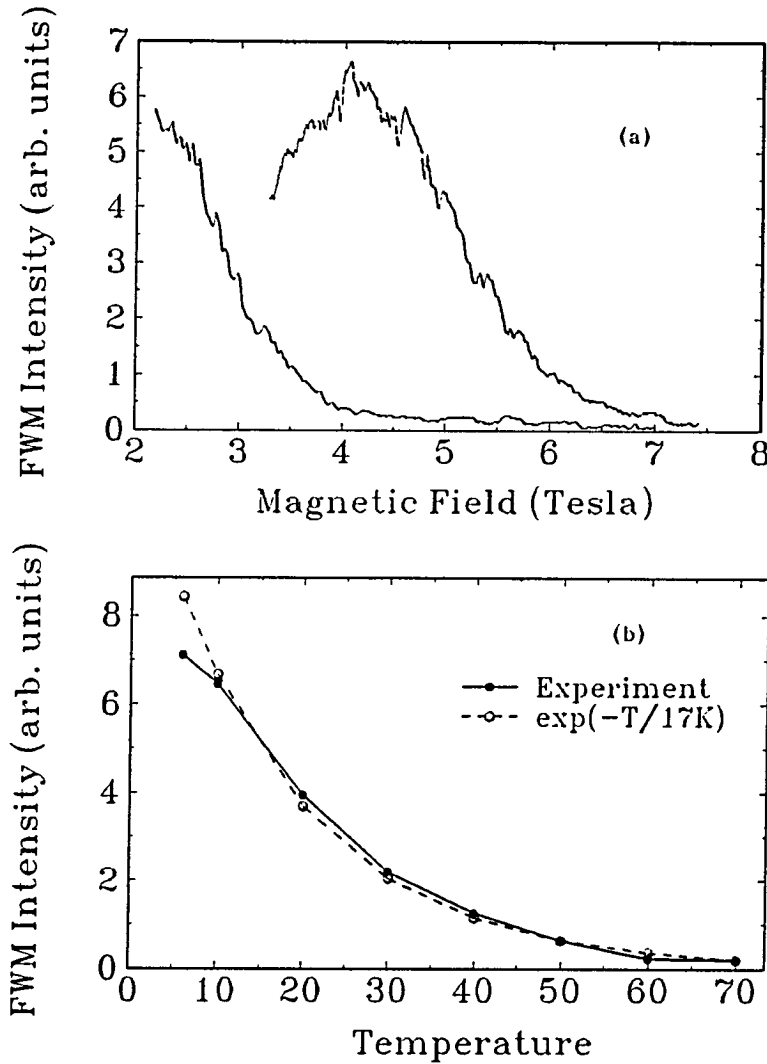 FWM Intensity (arb. units)
7
6
5
4
3
2
1
0
(a)
2 3 4 5 6 7 8
Magnetic Field (Tesla)
FWM Intensity (arb. units)
8
6
4
2
0
(b)
Experiment
exp(−T/17K)
0 10 20 30 40 50 60 70
Temperature